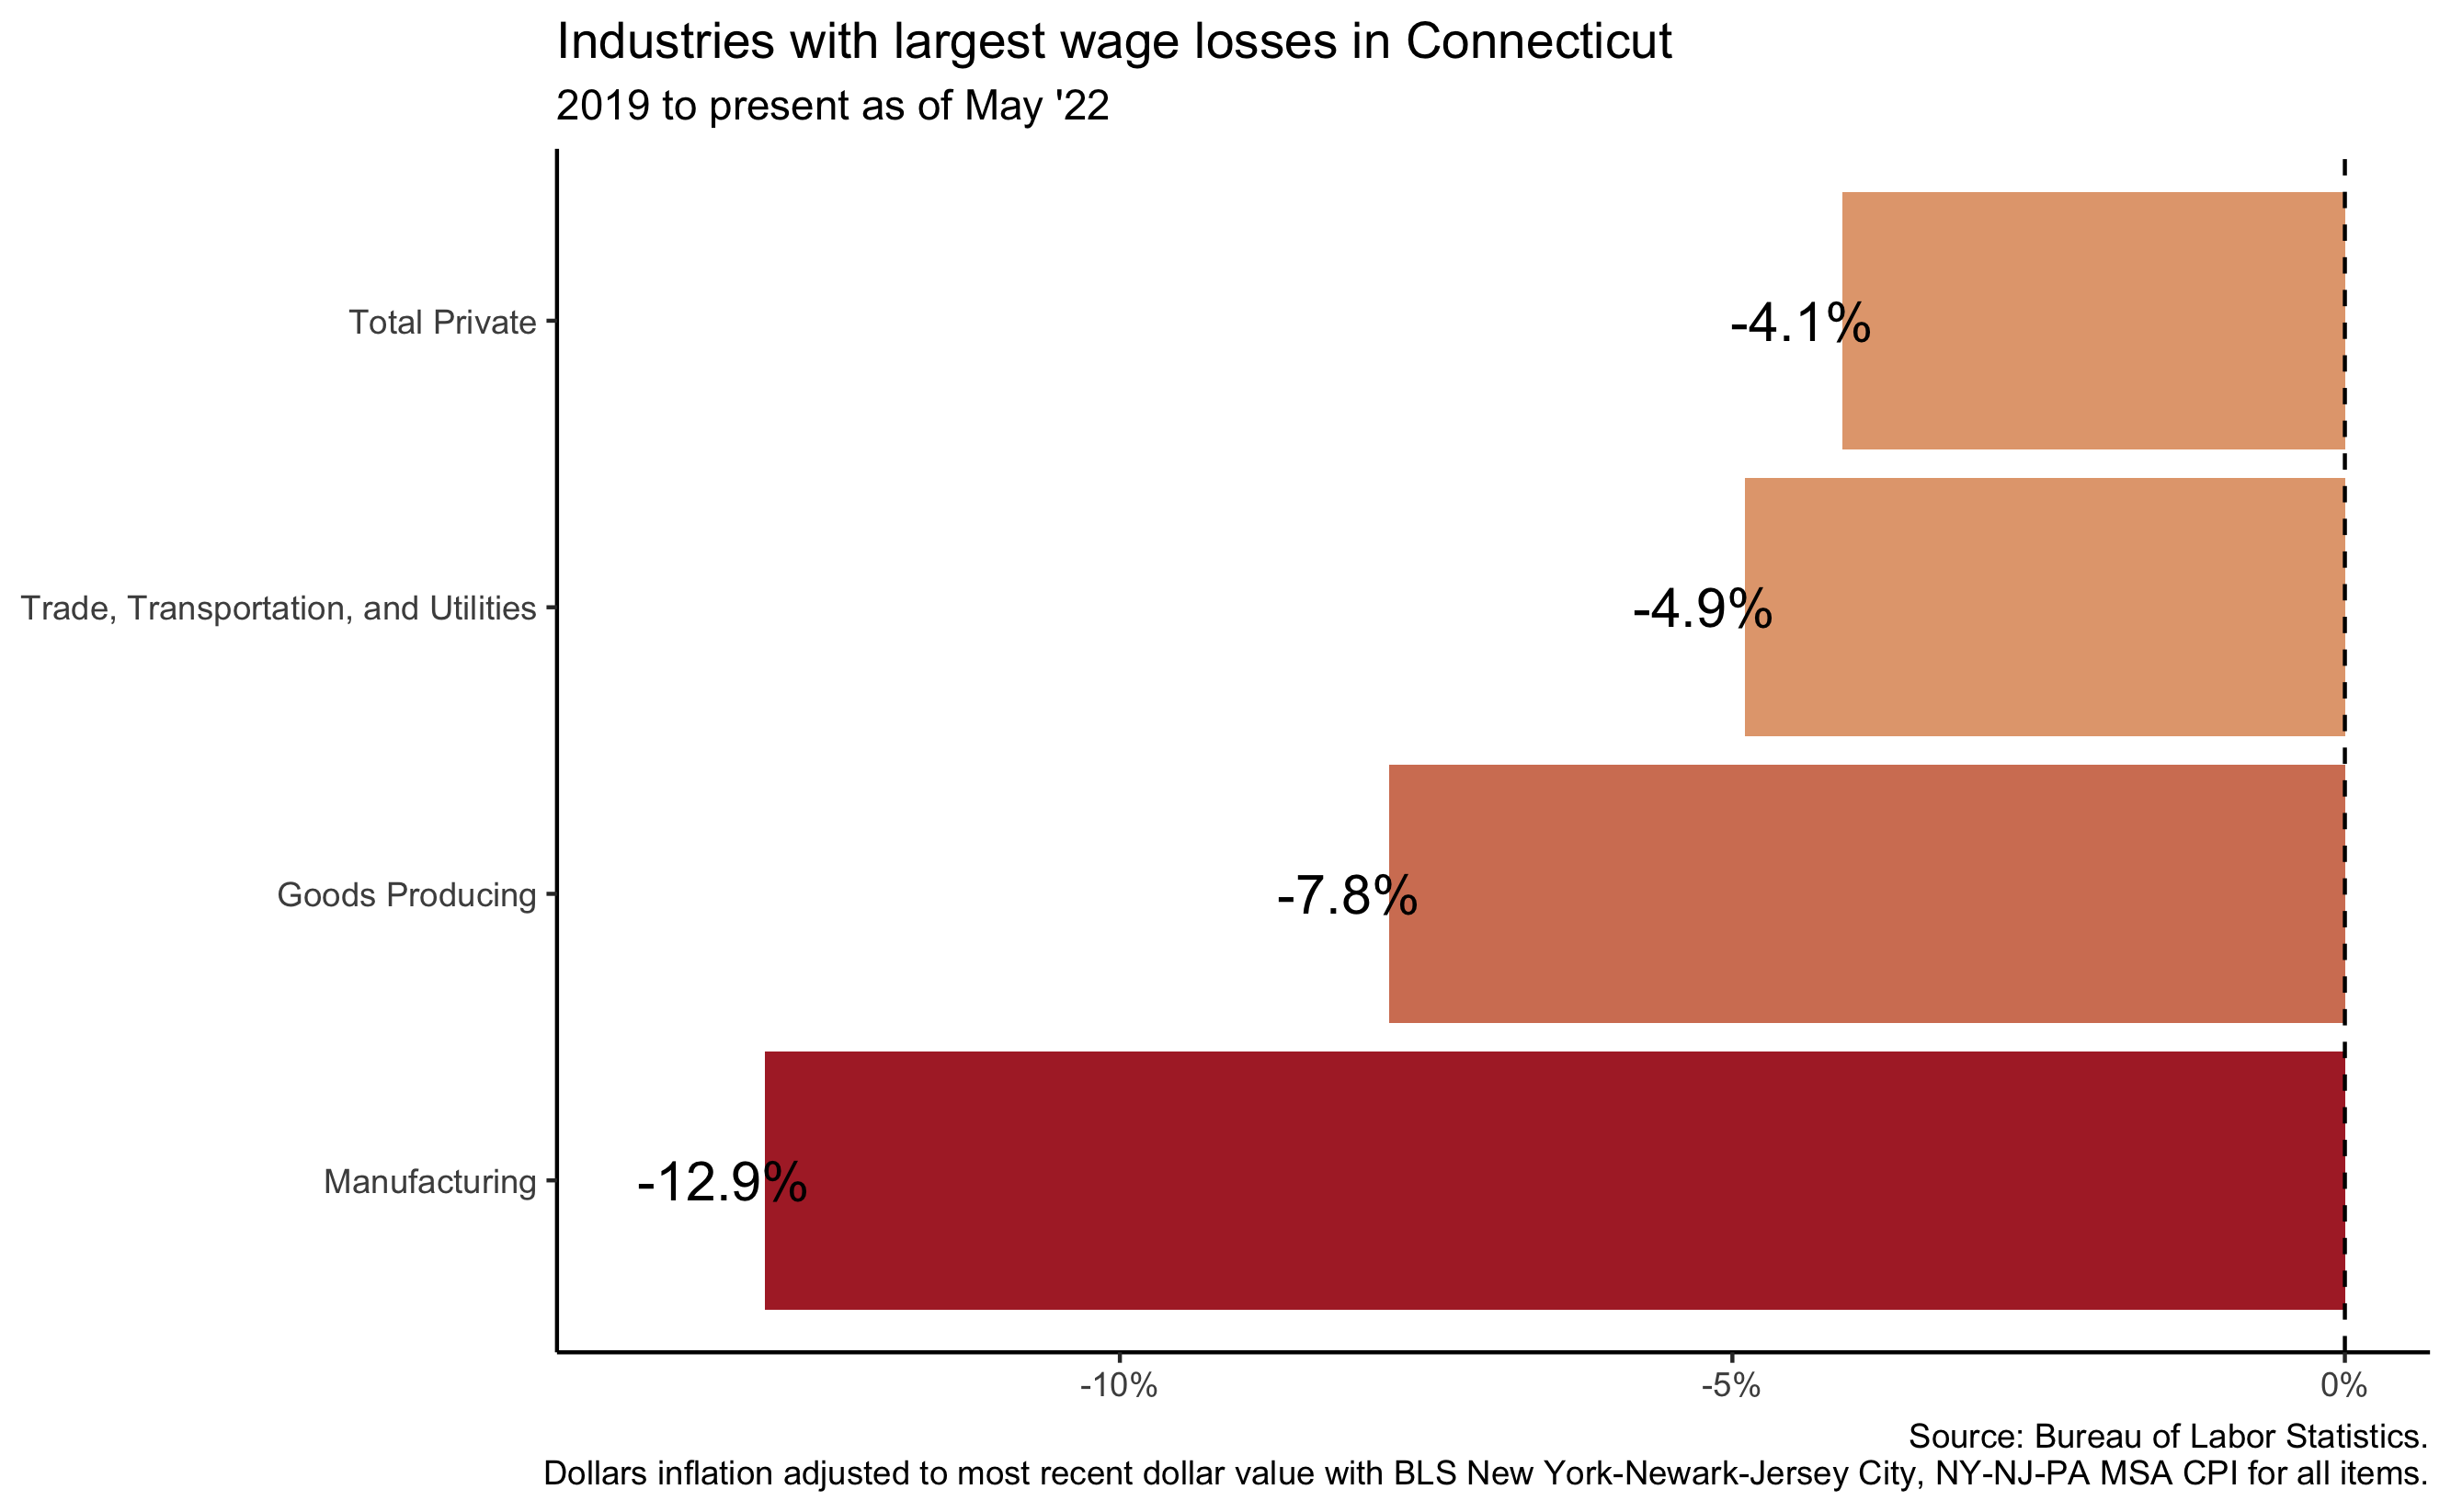 Industries with largest wage losses in Connecticut
2019 to present as of May '22
Total Private
-4.1%
Trade, Transportation, and Utilities
-4.9%
Goods Producing
-7.8%
Manufacturing
-12.9%
-10%
-5%
0%
Source: Bureau of Labor Statistics.
Dollars inflation adjusted to most recent dollar value with BLS New York-Newark-Jersey City, NY-NJ-PA MSA CPI for all items.